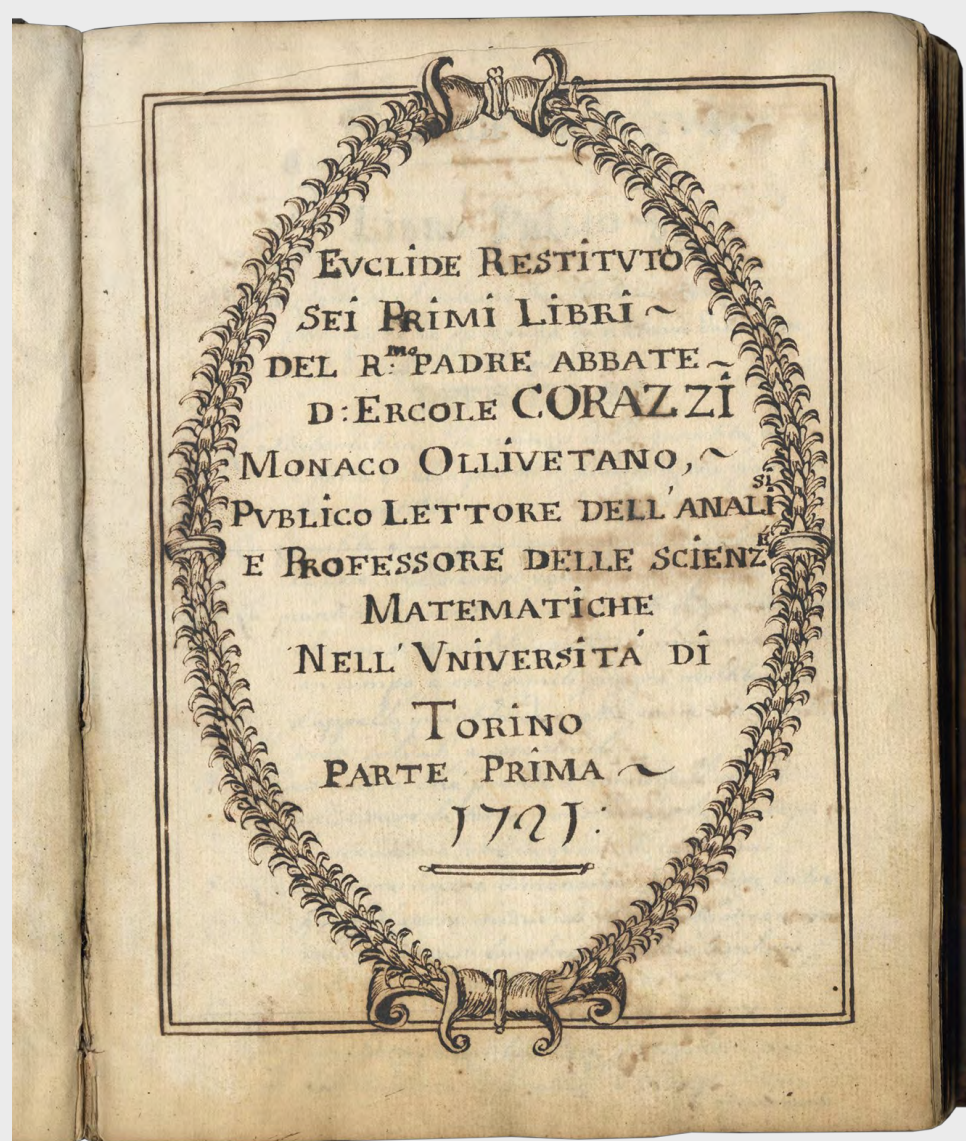 EVCLIDE RESTITVTO
SEI PRIMI LIBRI ~
DEL R.mo PADRE ABBATE ~
D: ERCOLE CORAZZI
MONACO OLLIVETANO, ~
PVBLICO LETTORE DELL'ANALISI
E PROFESSORE DELLE SCIENZE
MATEMATICHE
NELL' VNIVERSITÁ DI
TORINO
PARTE PRIMA ~
1721.